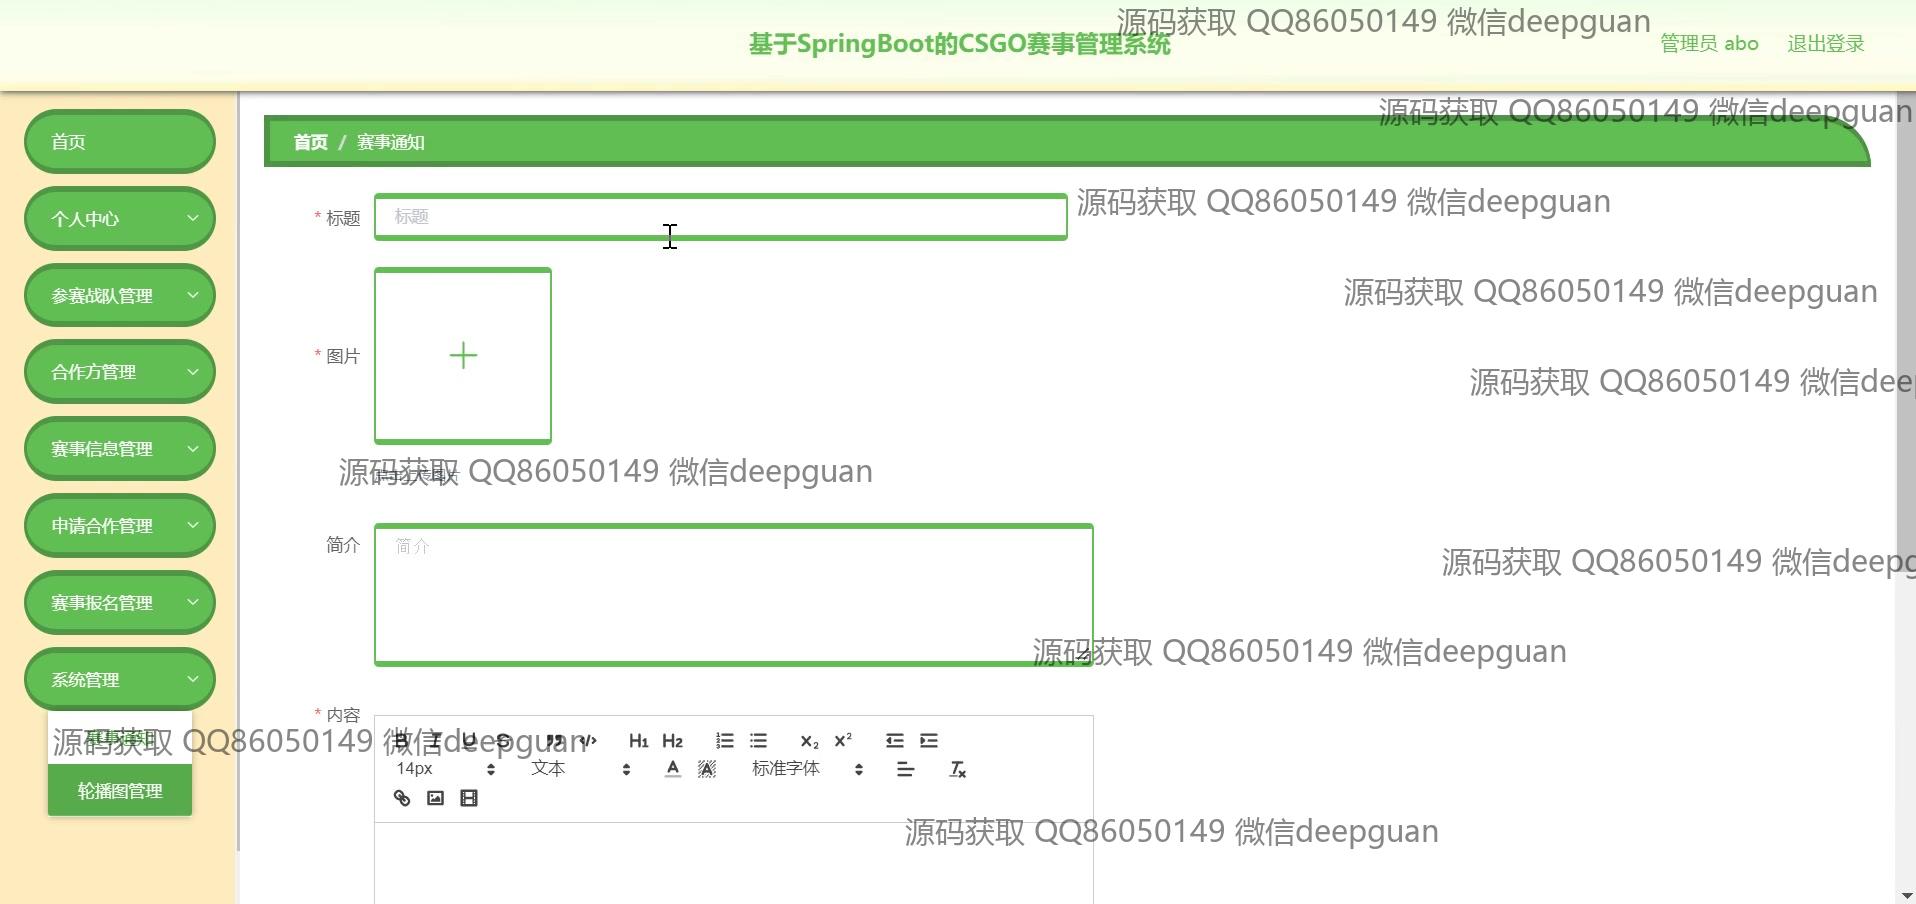 源码获取 QQ86050149 微信deepguan
基于SpringBoot的CSGO赛事管理系统
管理员 abo
退出登录
源码获取 QQ86050149 微信deepguan
首页
首页 / 赛事通知
源码获取 QQ86050149 微信deepguan
* 标题
标题
个人中心
源码获取 QQ86050149 微信deepguan
参赛战队管理
* 图片
合作方管理
源码获取 QQ86050149 微信dee
赛事信息管理
源码获取 QQ86050149 微信deepguan
点击上传图片
申请合作管理
简介
简介
源码获取 QQ86050149 微信deepg
赛事报名管理
源码获取 QQ86050149 微信deepguan
系统管理
* 内容
赛事通知
源码获取 QQ86050149 微信deepguan
B I U S ” </> H1 H2 X2 X2
14px 文本 A A 标准字体 Tx
轮播图管理
源码获取 QQ86050149 微信deepguan